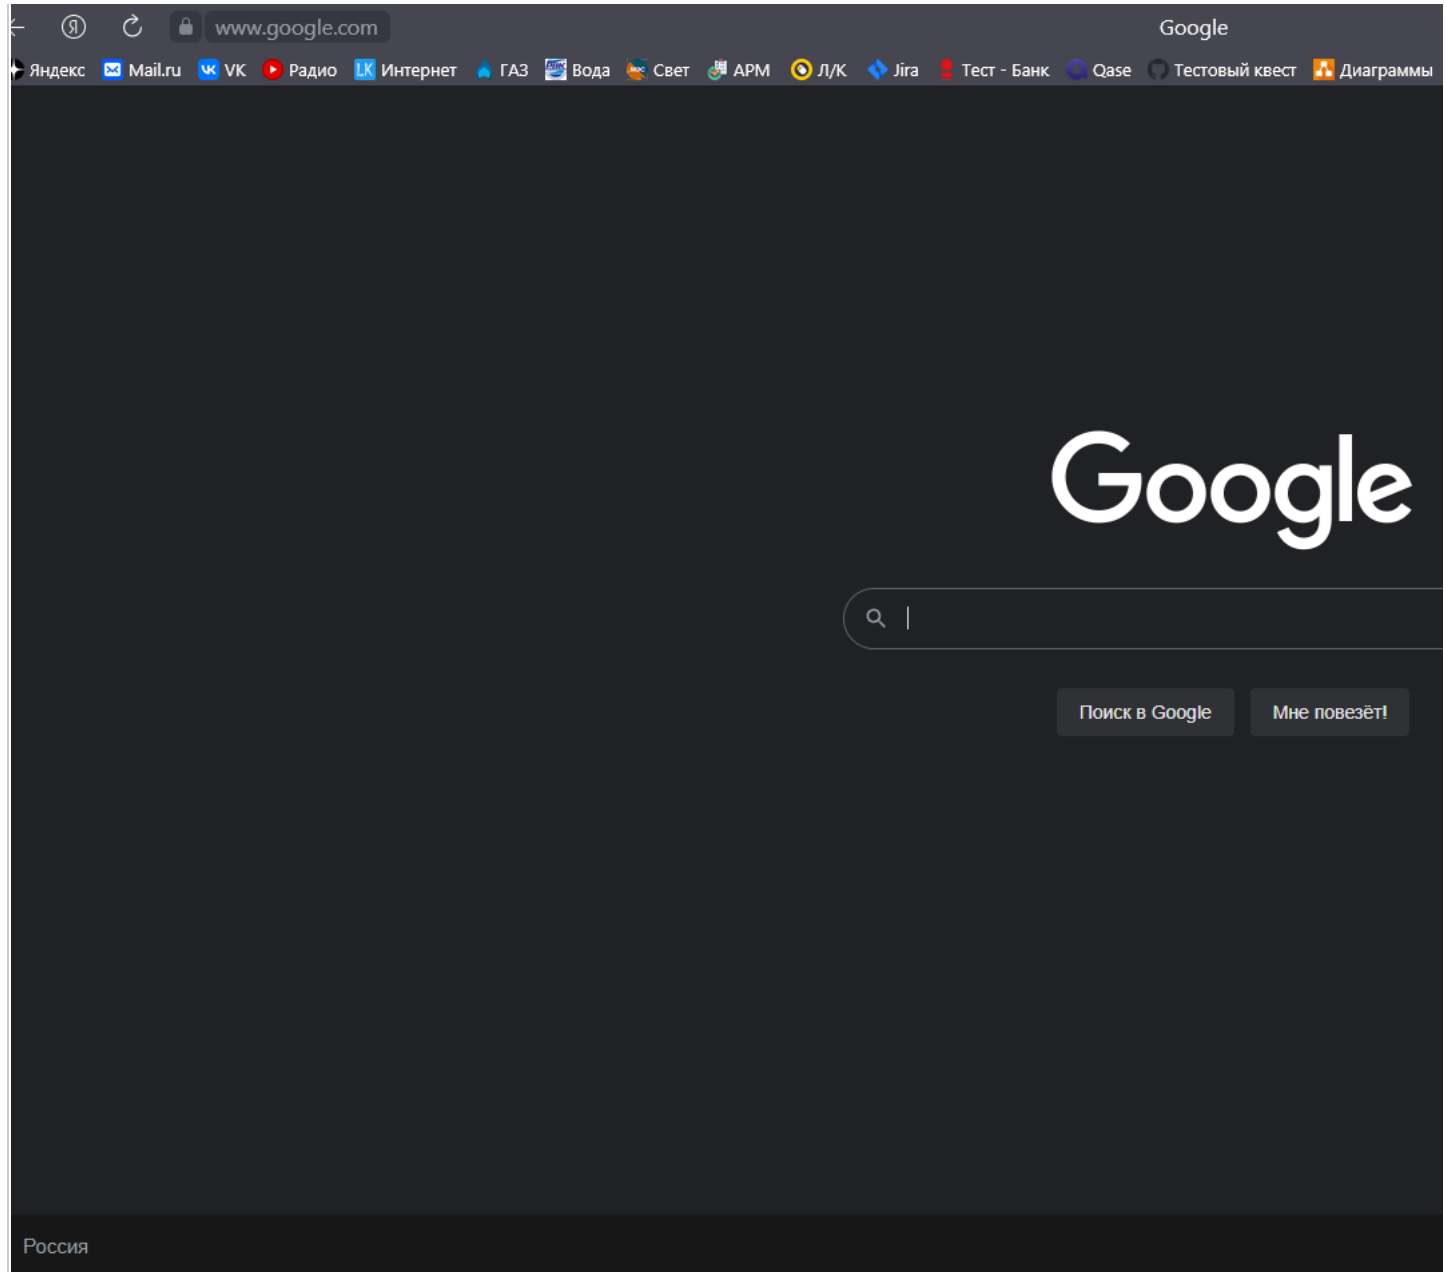 Я www.google.com Google
Яндекс Mail.ru VK Радио LK Интернет ГАЗ Вода Свет АРМ Л/К Jira Тест - Банк Qase Тестовый квест Диаграммы
Google
Поиск в Google Мне повезёт!
Россия